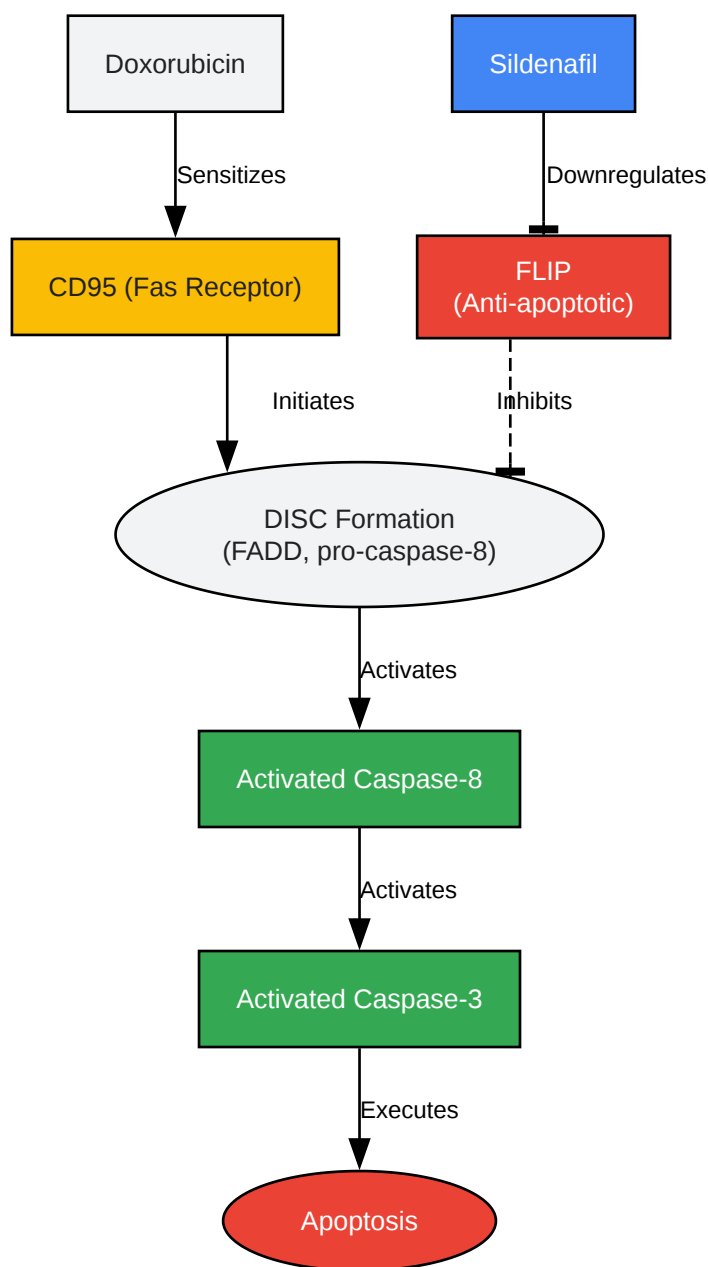 Doxorubicin
Sildenafil
Sensitizes
Downregulates
CD95 (Fas Receptor)
FLIP
(Anti-apoptotic)
Initiates
Inhibits
DISC Formation
(FADD, pro-caspase-8)
Activates
Activated Caspase-8
Activates
Activated Caspase-3
Executes
Apoptosis